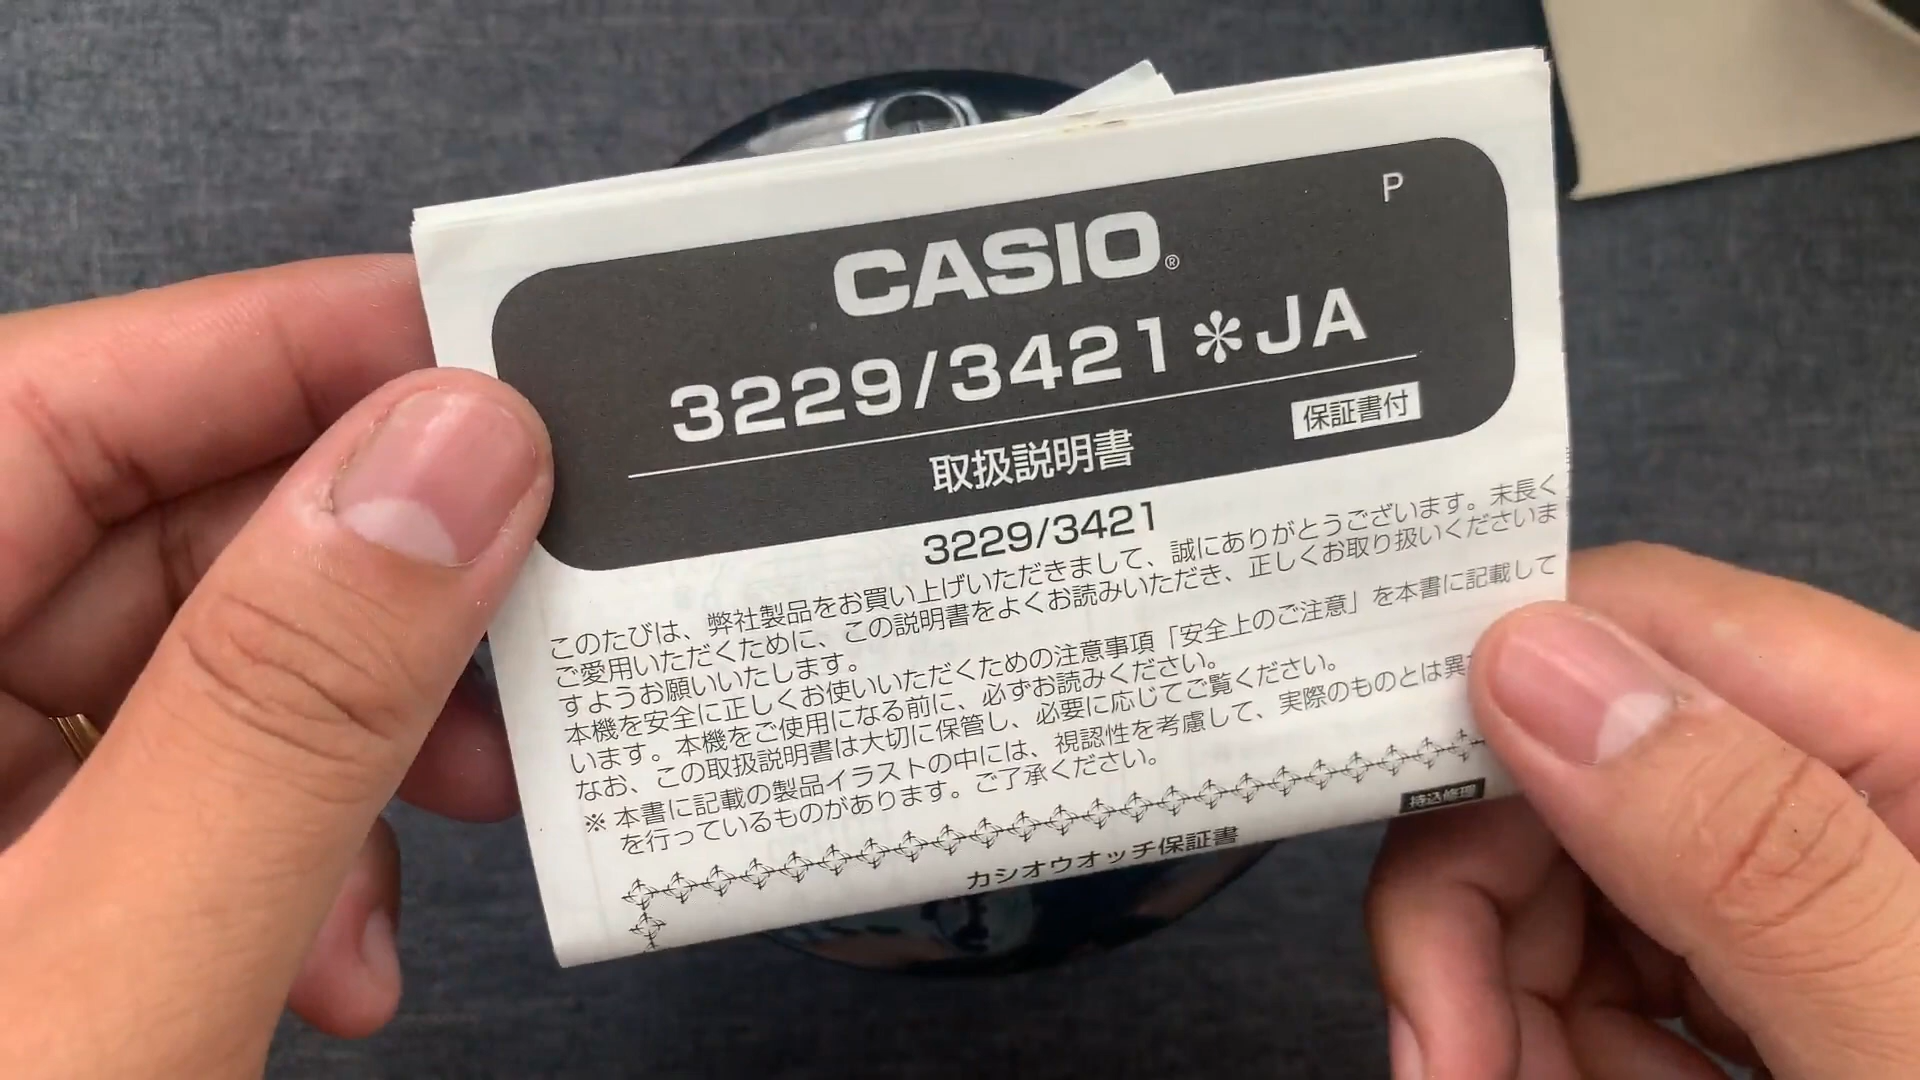 P
CASIO®
3229/3421＊JA
取扱説明書
保証書付
3229/3421
このたびは、弊社製品をお買い上げいただきまして、誠にありがとうございます。末長く
ご愛用いただくために、この説明書をよくお読みいただき、正しくお取り扱いくださいま
すようお願いいたします。
本機を安全に正しくお使いいただくための注意事項「安全上のご注意」を本書に記載して
います。本機をご使用になる前に、必ずお読みください。
なお、この取扱説明書は大切に保管し、必要に応じてご覧ください。
※ 本書に記載の製品イラストの中には、視認性を考慮して、実際のものとは異
を行っているものがあります。ご了承ください。
持込修理
カシオウオッチ保証書